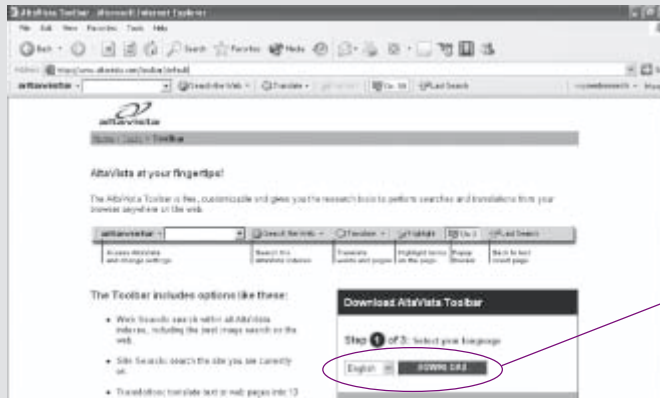 AltaVista Toolbar - Microsoft Internet Explorer
File Edit View Favorites Tools Help
Back Search Favorites Media
altavista Search the Web Translate Last Search
altavista
Home > Tools > Toolbar
AltaVista at your fingertips!
The AltaVista Toolbar is free, customizable and gives you the research tools to perform searches and translations from your
browser anywhere on the web.
altavista Search the Web Translate Highlight Last Search
Access AltaVista Search the Translate Highlight terms Popup Back to last
and change settings AltaVista indexes words and pages on the page Blocker result page
The Toolbar includes options like these:
Download AltaVista Toolbar
• Web Search: search within all AltaVista
indexes, including the best image search on the
web.
Step 1 of 3: Select your language
• Site Search: search the site you are currently
on.
English DOWNLOAD
• Translation: translate text or web pages into 13